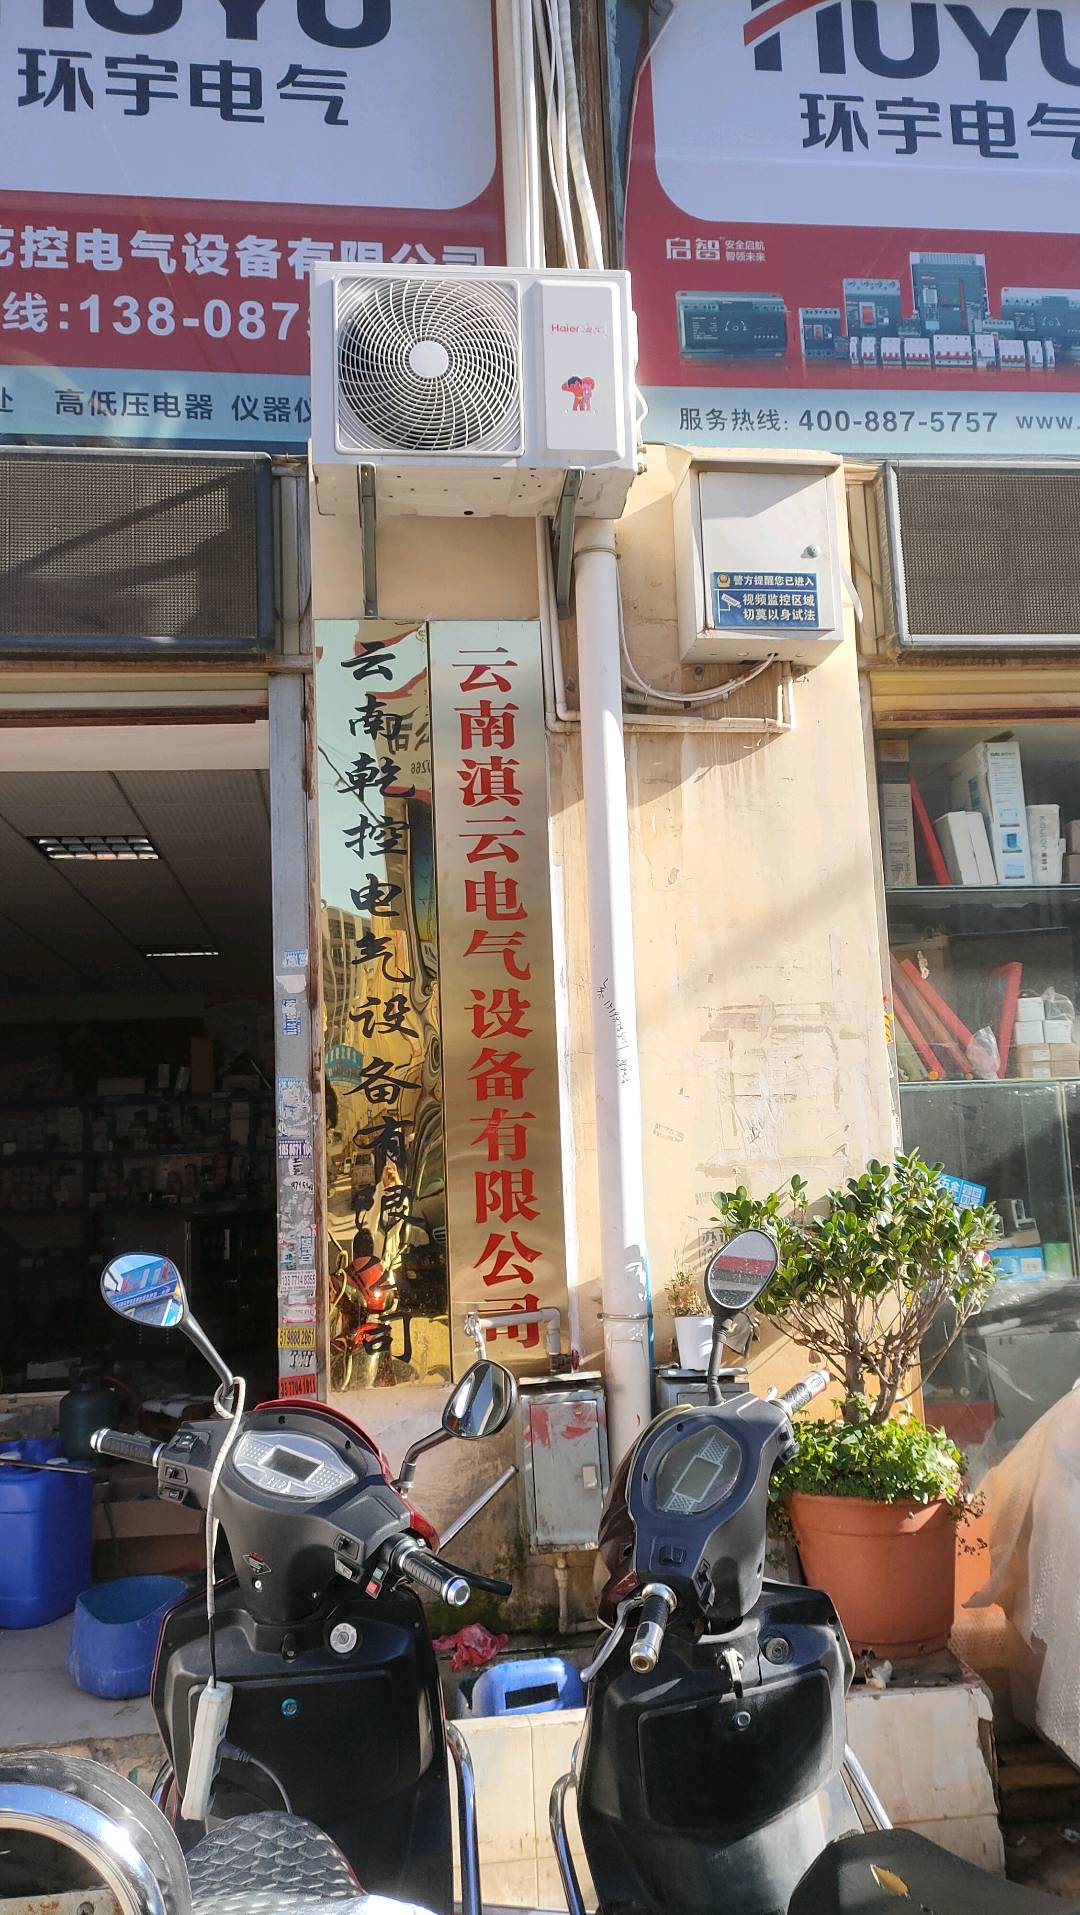 HUYU
环宇电气
乾控电气设备有限公司
线:138-087
处 高低压电器 仪器仪
HUYU
环宇电气
启智 安全启航
智领未来
服务热线: 400-887-5757 www.
Haier 海尔
警方提醒您已进入
视频监控区域
切莫以身试法
云南乾控电气设备有限公司
云南滇云电气设备有限公司